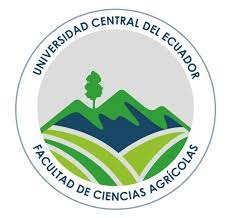 UNIVERSIDAD CENTRAL DEL ECUADOR
FACULTAD DE CIENCIAS AGRÍCOLAS